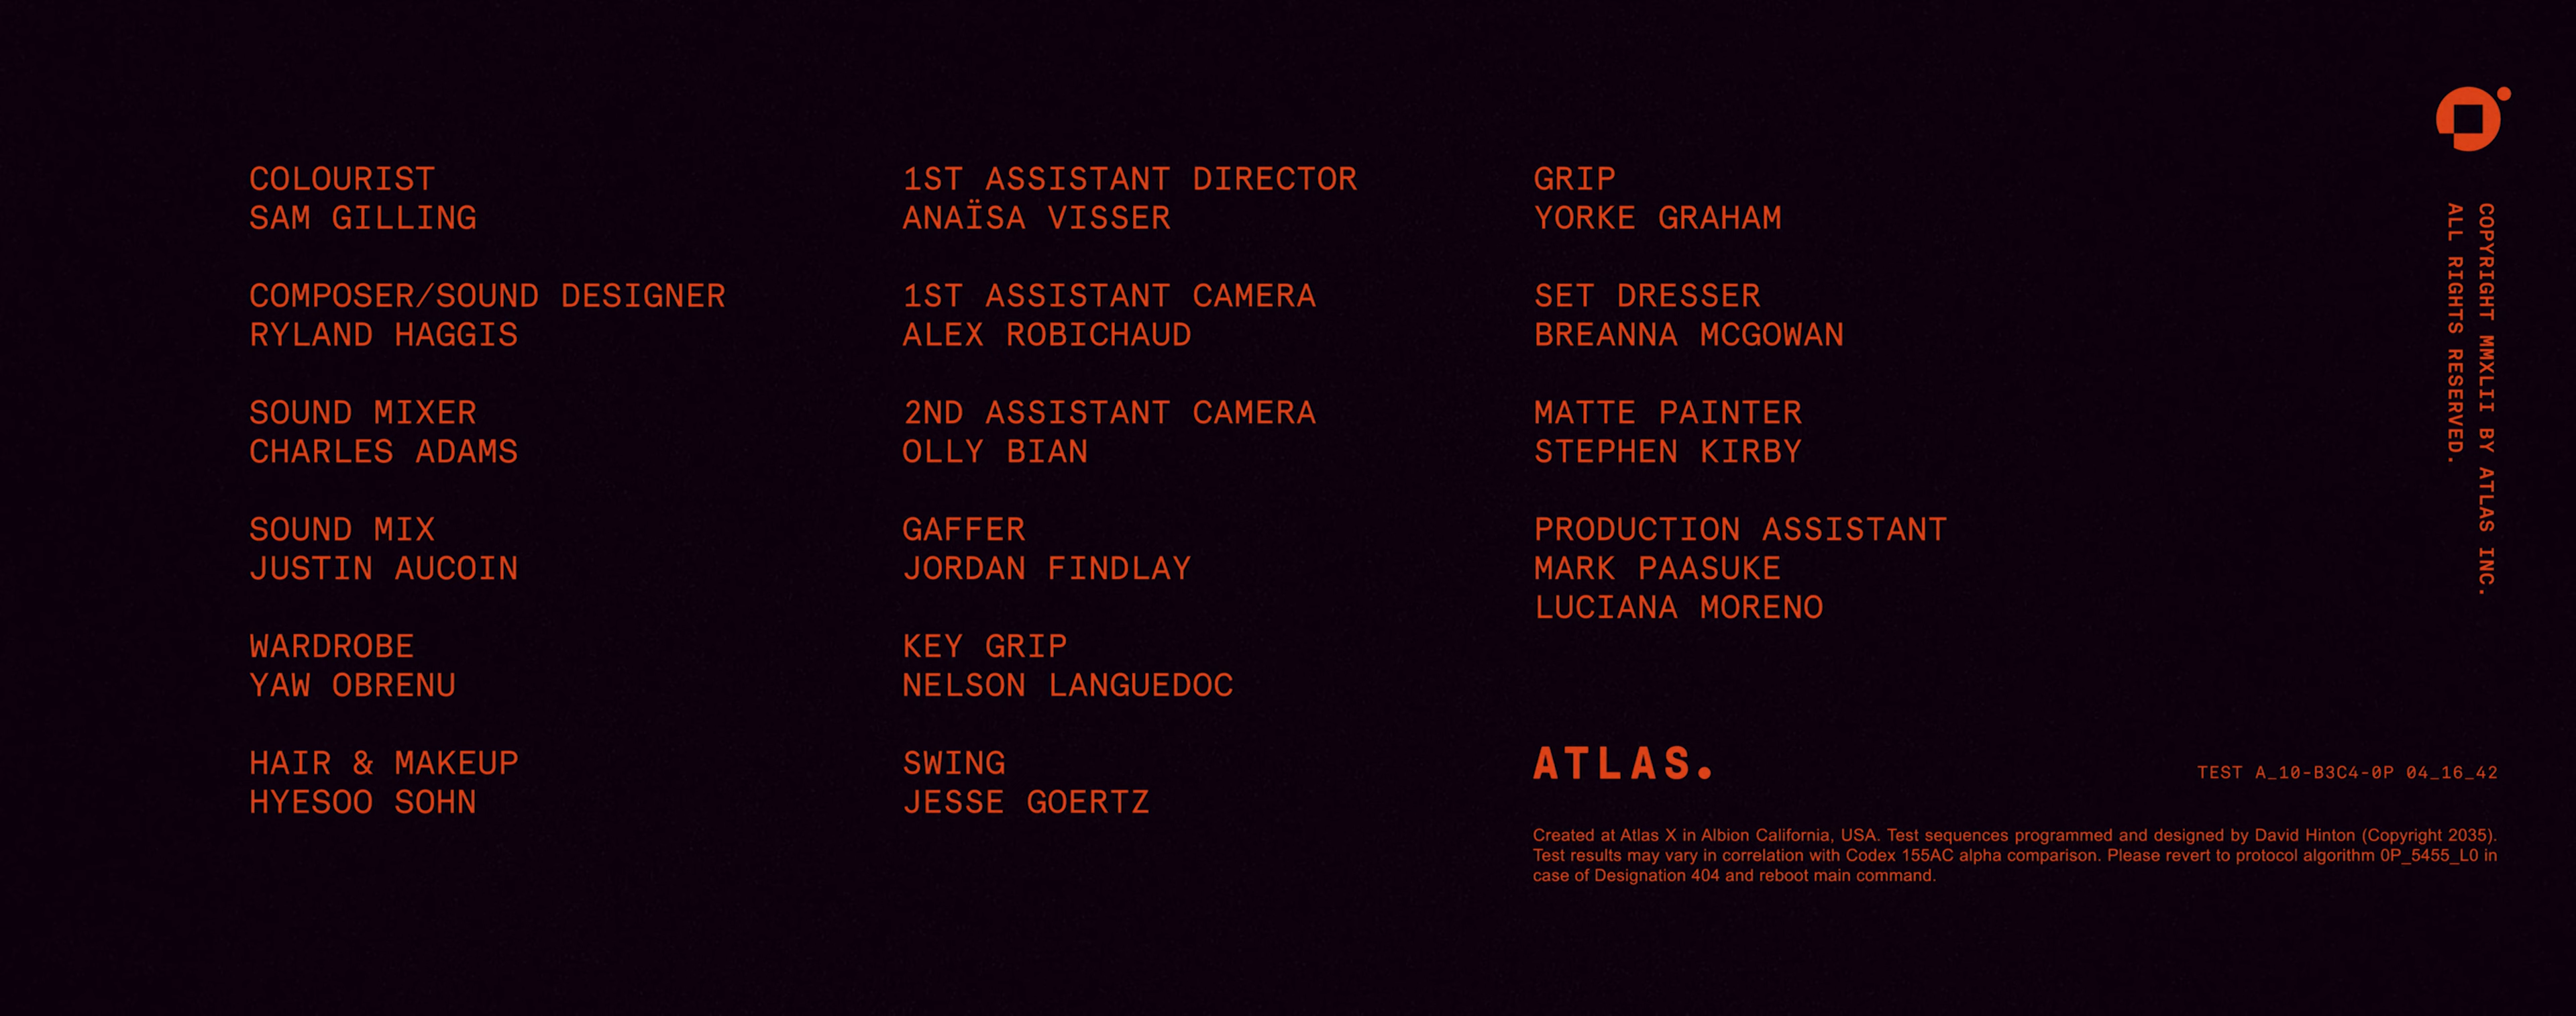 COLOURIST
SAM GILLING
COMPOSER/SOUND DESIGNER
RYLAND HAGGIS
SOUND MIXER
CHARLES ADAMS
SOUND MIX
JUSTIN AUCOIN
WARDROBE
YAW OBRENU
HAIR & MAKEUP
HYESOO SOHN
1ST ASSISTANT DIRECTOR
ANAÏSA VISSER
1ST ASSISTANT CAMERA
ALEX ROBICHAUD
2ND ASSISTANT CAMERA
OLLY BIAN
GAFFER
JORDAN FINDLAY
KEY GRIP
NELSON LANGUEDOC
SWING
JESSE GOERTZ
GRIP
YORKE GRAHAM
SET DRESSER
BREANNA MCGOWAN
MATTE PAINTER
STEPHEN KIRBY
PRODUCTION ASSISTANT
MARK PAASUKE
LUCIANA MORENO
ATLAS.
TEST A_10-B3C4-0P 04_16_42
Created at Atlas X in Albion California, USA. Test sequences programmed and designed by David Hinton (Copyright 2035).
Test results may vary in correlation with Codex 155AC alpha comparison. Please revert to protocol algorithm 0P_5455_L0 in
case of Designation 404 and reboot main command.
COPYRIGHT MMXLII BY ATLAS INC.
ALL RIGHTS RESERVED.